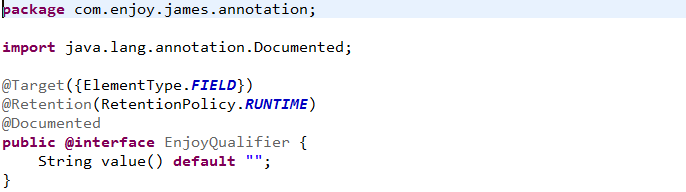 package com.enjoy.james.annotation;
import java.lang.annotation.Documented;
@Target({ElementType.FIELD})
@Retention(RetentionPolicy.RUNTIME)
@Documented
public @interface EnjoyQualifier {
    String value() default "";
}